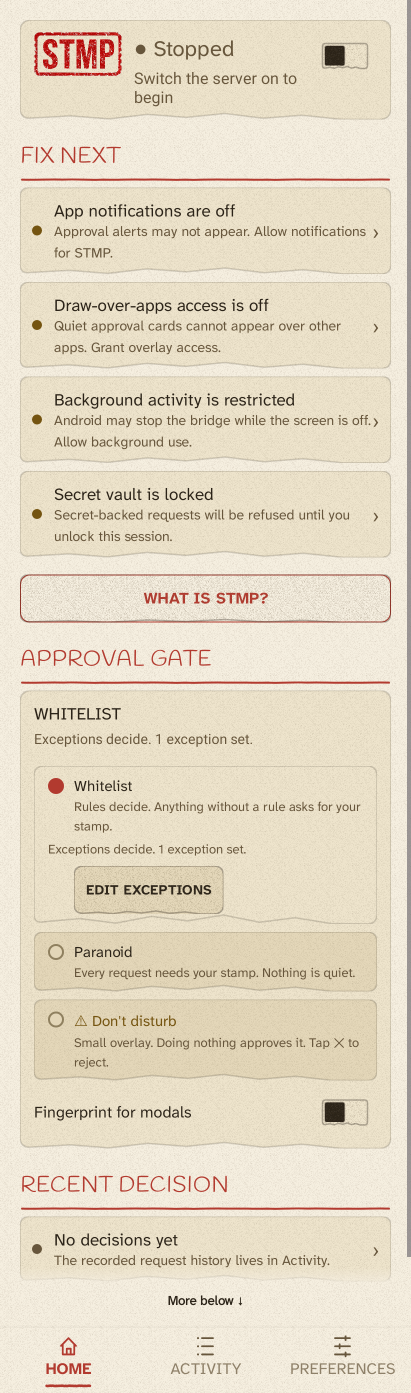 STMP
● Stopped
Switch the server on to
begin
FIX NEXT
App notifications are off
Approval alerts may not appear. Allow notifications
for STMP.
Draw-over-apps access is off
Quiet approval cards cannot appear over other
apps. Grant overlay access.
Background activity is restricted
Android may stop the bridge while the screen is off.
Allow background use.
Secret vault is locked
Secret-backed requests will be refused until you
unlock this session.
WHAT IS STMP?
APPROVAL GATE
WHITELIST
Exceptions decide. 1 exception set.
Whitelist
Rules decide. Anything without a rule asks for your
stamp.
Exceptions decide. 1 exception set.
EDIT EXCEPTIONS
Paranoid
Every request needs your stamp. Nothing is quiet.
⚠ Don't disturb
Small overlay. Doing nothing approves it. Tap ✕ to
reject.
Fingerprint for modals
RECENT DECISION
No decisions yet
The recorded request history lives in Activity.
More below ↓
HOME
ACTIVITY
PREFERENCES